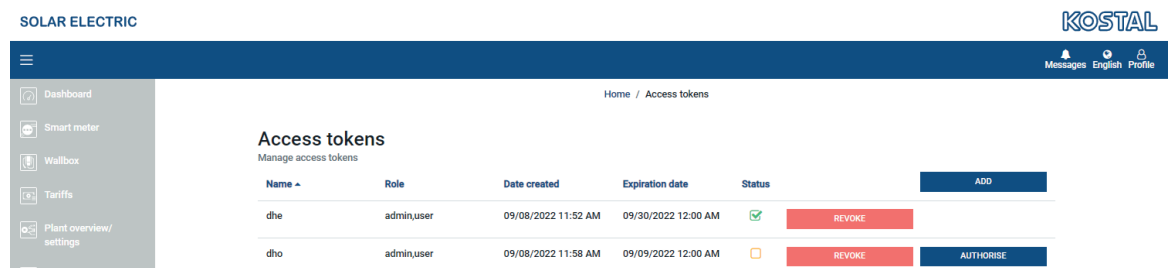 SOLAR ELECTRIC
KOSTAL
Messages English Profile
Dashboard
Smart meter
Wallbox
Tariffs
Plant overview/
settings
Home / Access tokens
Access tokens
Manage access tokens
Name Role Date created Expiration date Status ADD
dhe admin,user 09/08/2022 11:52 AM 09/30/2022 12:00 AM REVOKE
dho admin,user 09/08/2022 11:58 AM 09/09/2022 12:00 AM REVOKE AUTHORISE